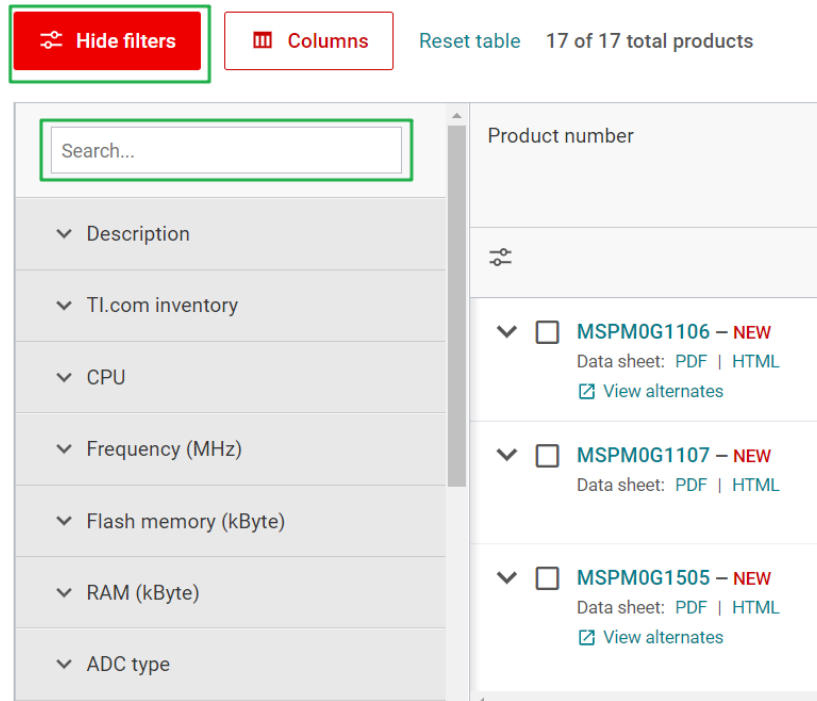 Hide filters
Columns
Reset table
17 of 17 total products
Search...
Description
TI.com inventory
CPU
Frequency (MHz)
Flash memory (kByte)
RAM (kByte)
ADC type
Product number
MSPM0G1106 – NEW
Data sheet: PDF | HTML
View alternates
MSPM0G1107 – NEW
Data sheet: PDF | HTML
MSPM0G1505 – NEW
Data sheet: PDF | HTML
View alternates